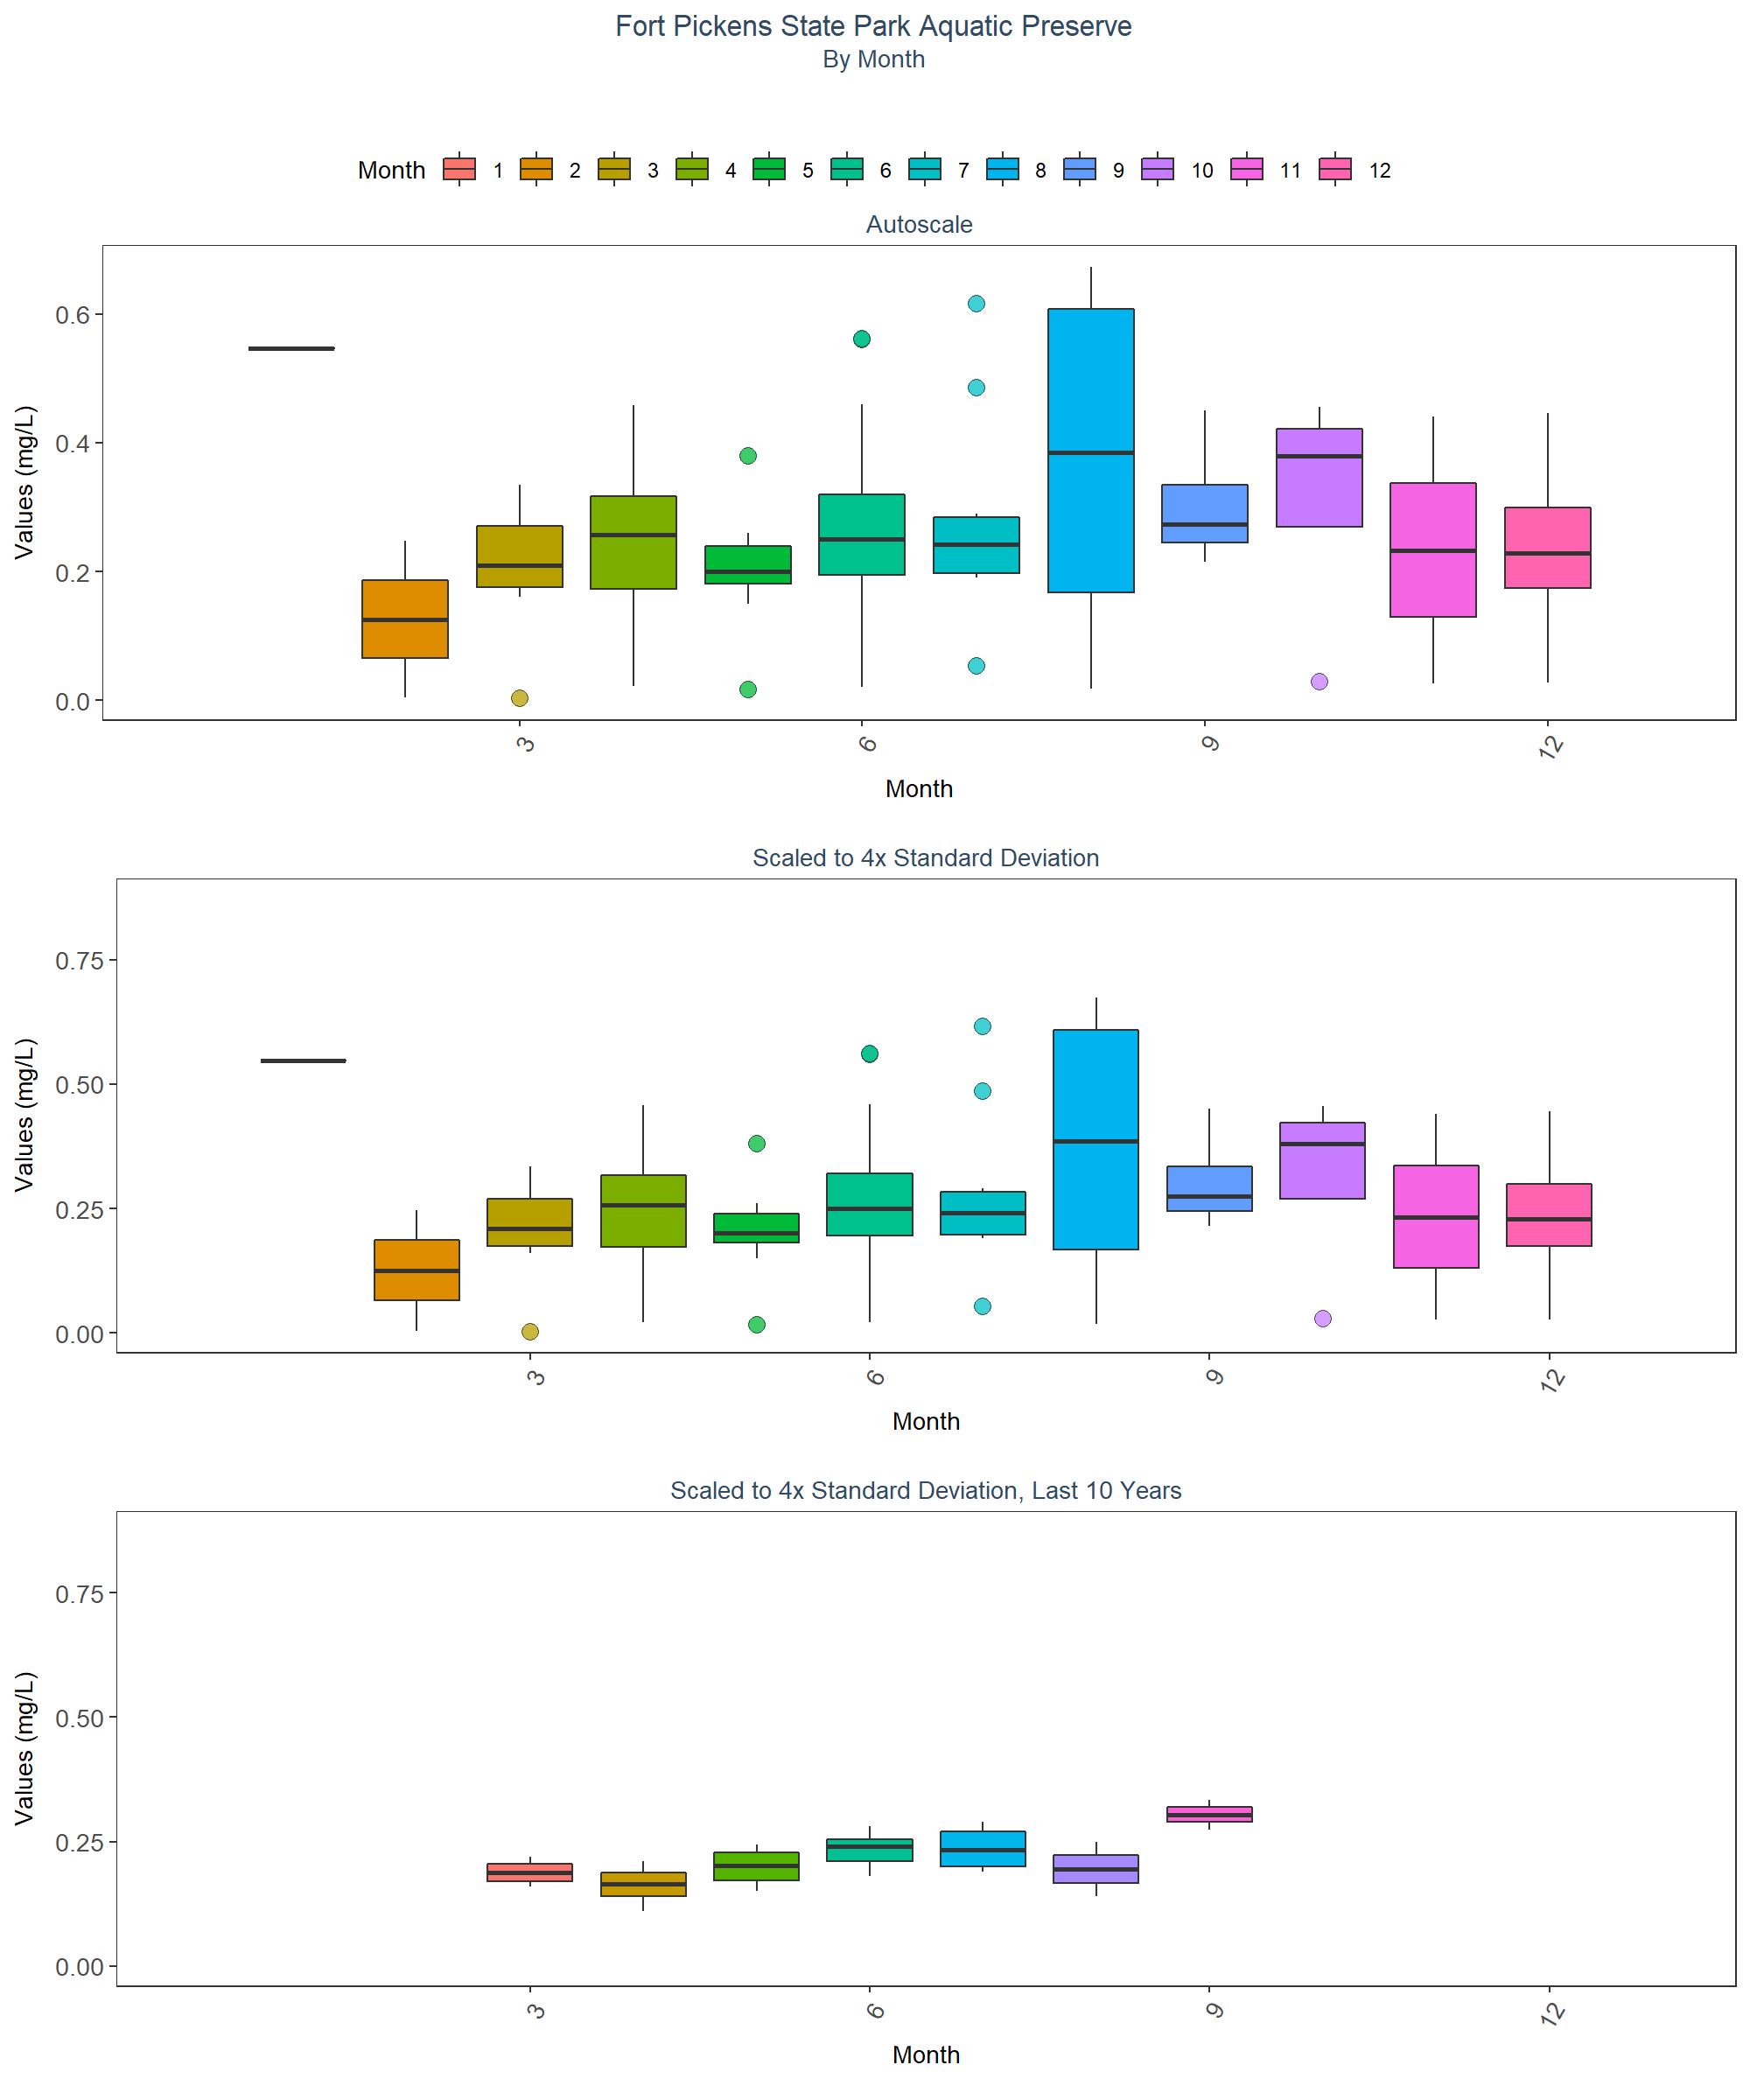 Fort Pickens State Park Aquatic Preserve
By Month
Month 1 2 3 4 5 6 7 8 9 10 11 12
Autoscale
Values (mg/L)
0.6
0.4
0.2
0.0
3 6 9 12
Month
Scaled to 4x Standard Deviation
Values (mg/L)
0.75
0.50
0.25
0.00
3 6 9 12
Month
Scaled to 4x Standard Deviation, Last 10 Years
Values (mg/L)
0.75
0.50
0.25
0.00
3 6 9 12
Month